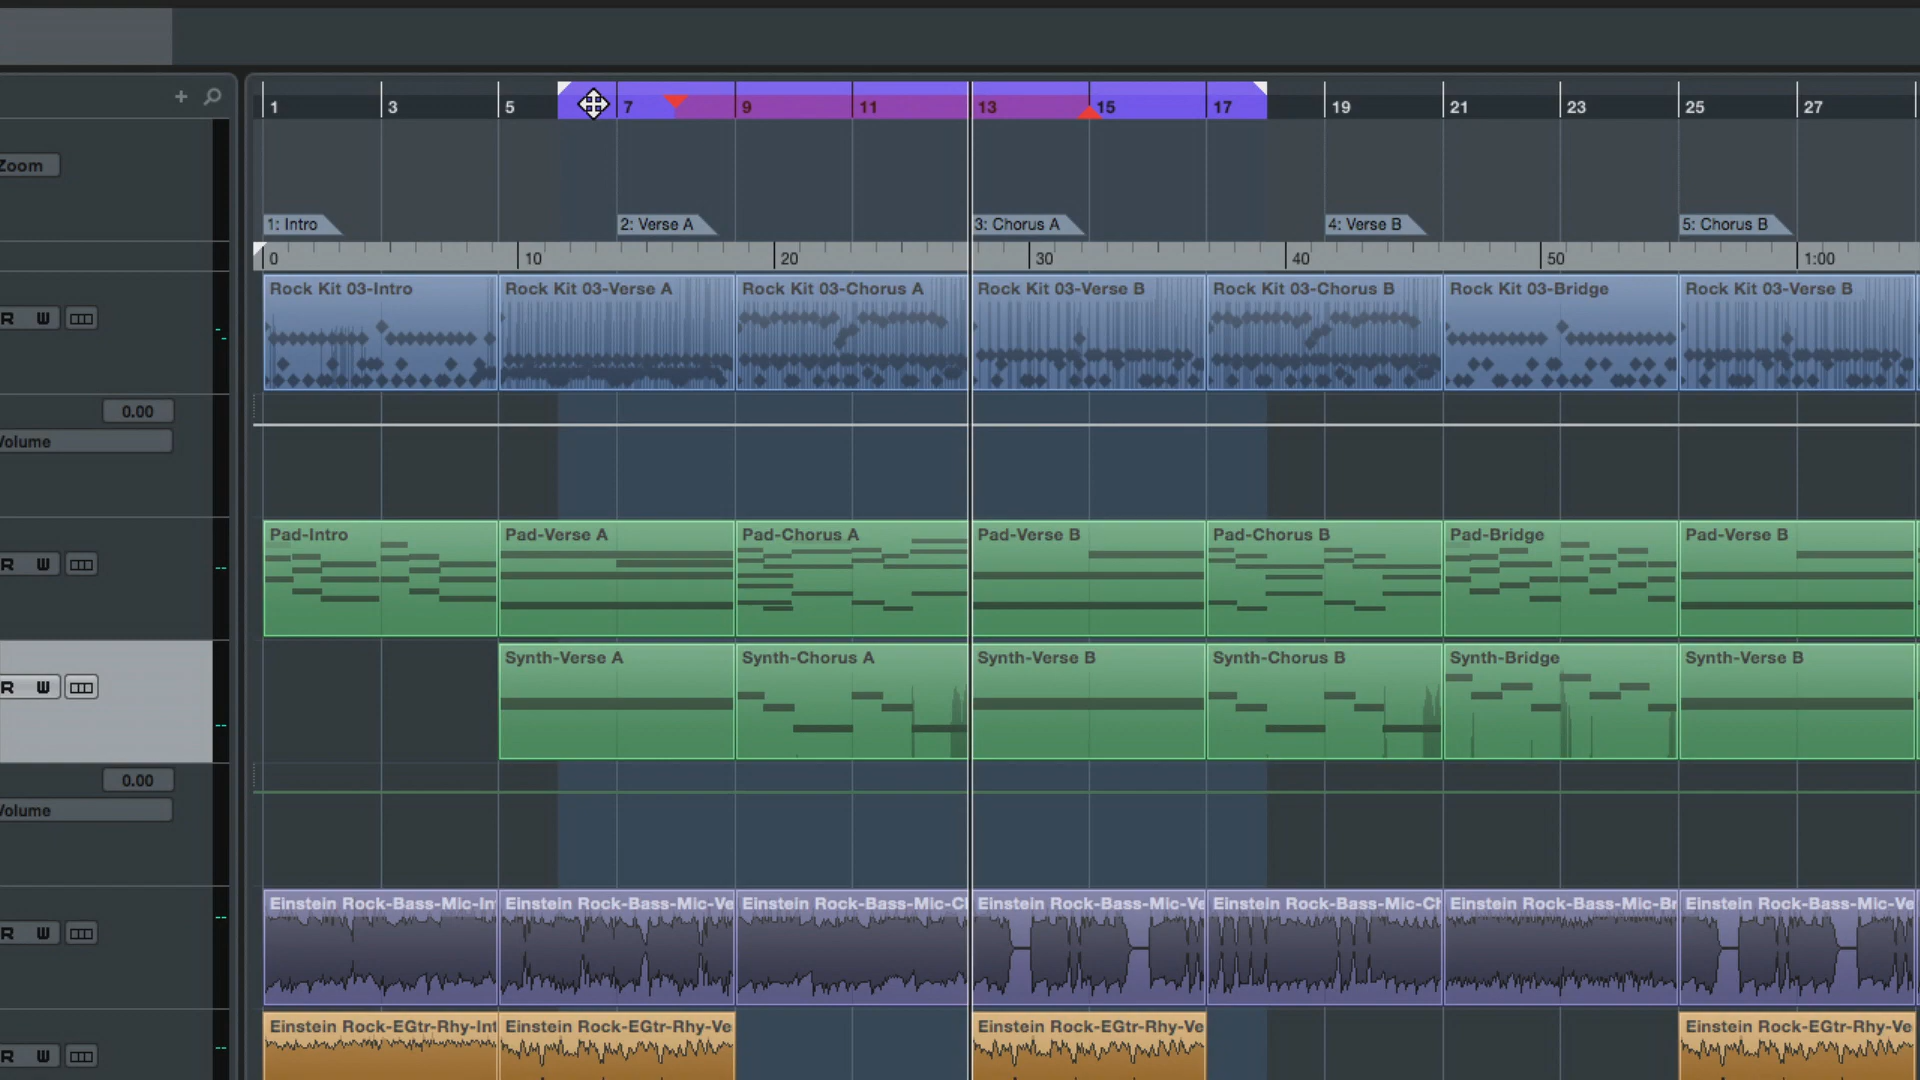 1 3 5 7 9 11 13 15 17 19 21 23 25 27
Zoom
1: Intro 2: Verse A 3: Chorus A 4: Verse B 5: Chorus B
0 10 20 30 40 50 1:00
Rock Kit 03-Intro Rock Kit 03-Verse A Rock Kit 03-Chorus A Rock Kit 03-Verse B Rock Kit 03-Chorus B Rock Kit 03-Bridge Rock Kit 03-Verse B
R W
0.00
Volume
Pad-Intro Pad-Verse A Pad-Chorus A Pad-Verse B Pad-Chorus B Pad-Bridge Pad-Verse B
R W
Synth-Verse A Synth-Chorus A Synth-Verse B Synth-Chorus B Synth-Bridge Synth-Verse B
R W
0.00
Volume
Einstein Rock-Bass-Mic-In Einstein Rock-Bass-Mic-Ve Einstein Rock-Bass-Mic-Cl Einstein Rock-Bass-Mic-Ve Einstein Rock-Bass-Mic-Ch Einstein Rock-Bass-Mic-Br Einstein Rock-Bass-Mic-Ve
R W
Einstein Rock-EGtr-Rhy-Int Einstein Rock-EGtr-Rhy-Ve Einstein Rock-EGtr-Rhy-Ve Einstein Rock-EGtr-Rhy-Ve
R W